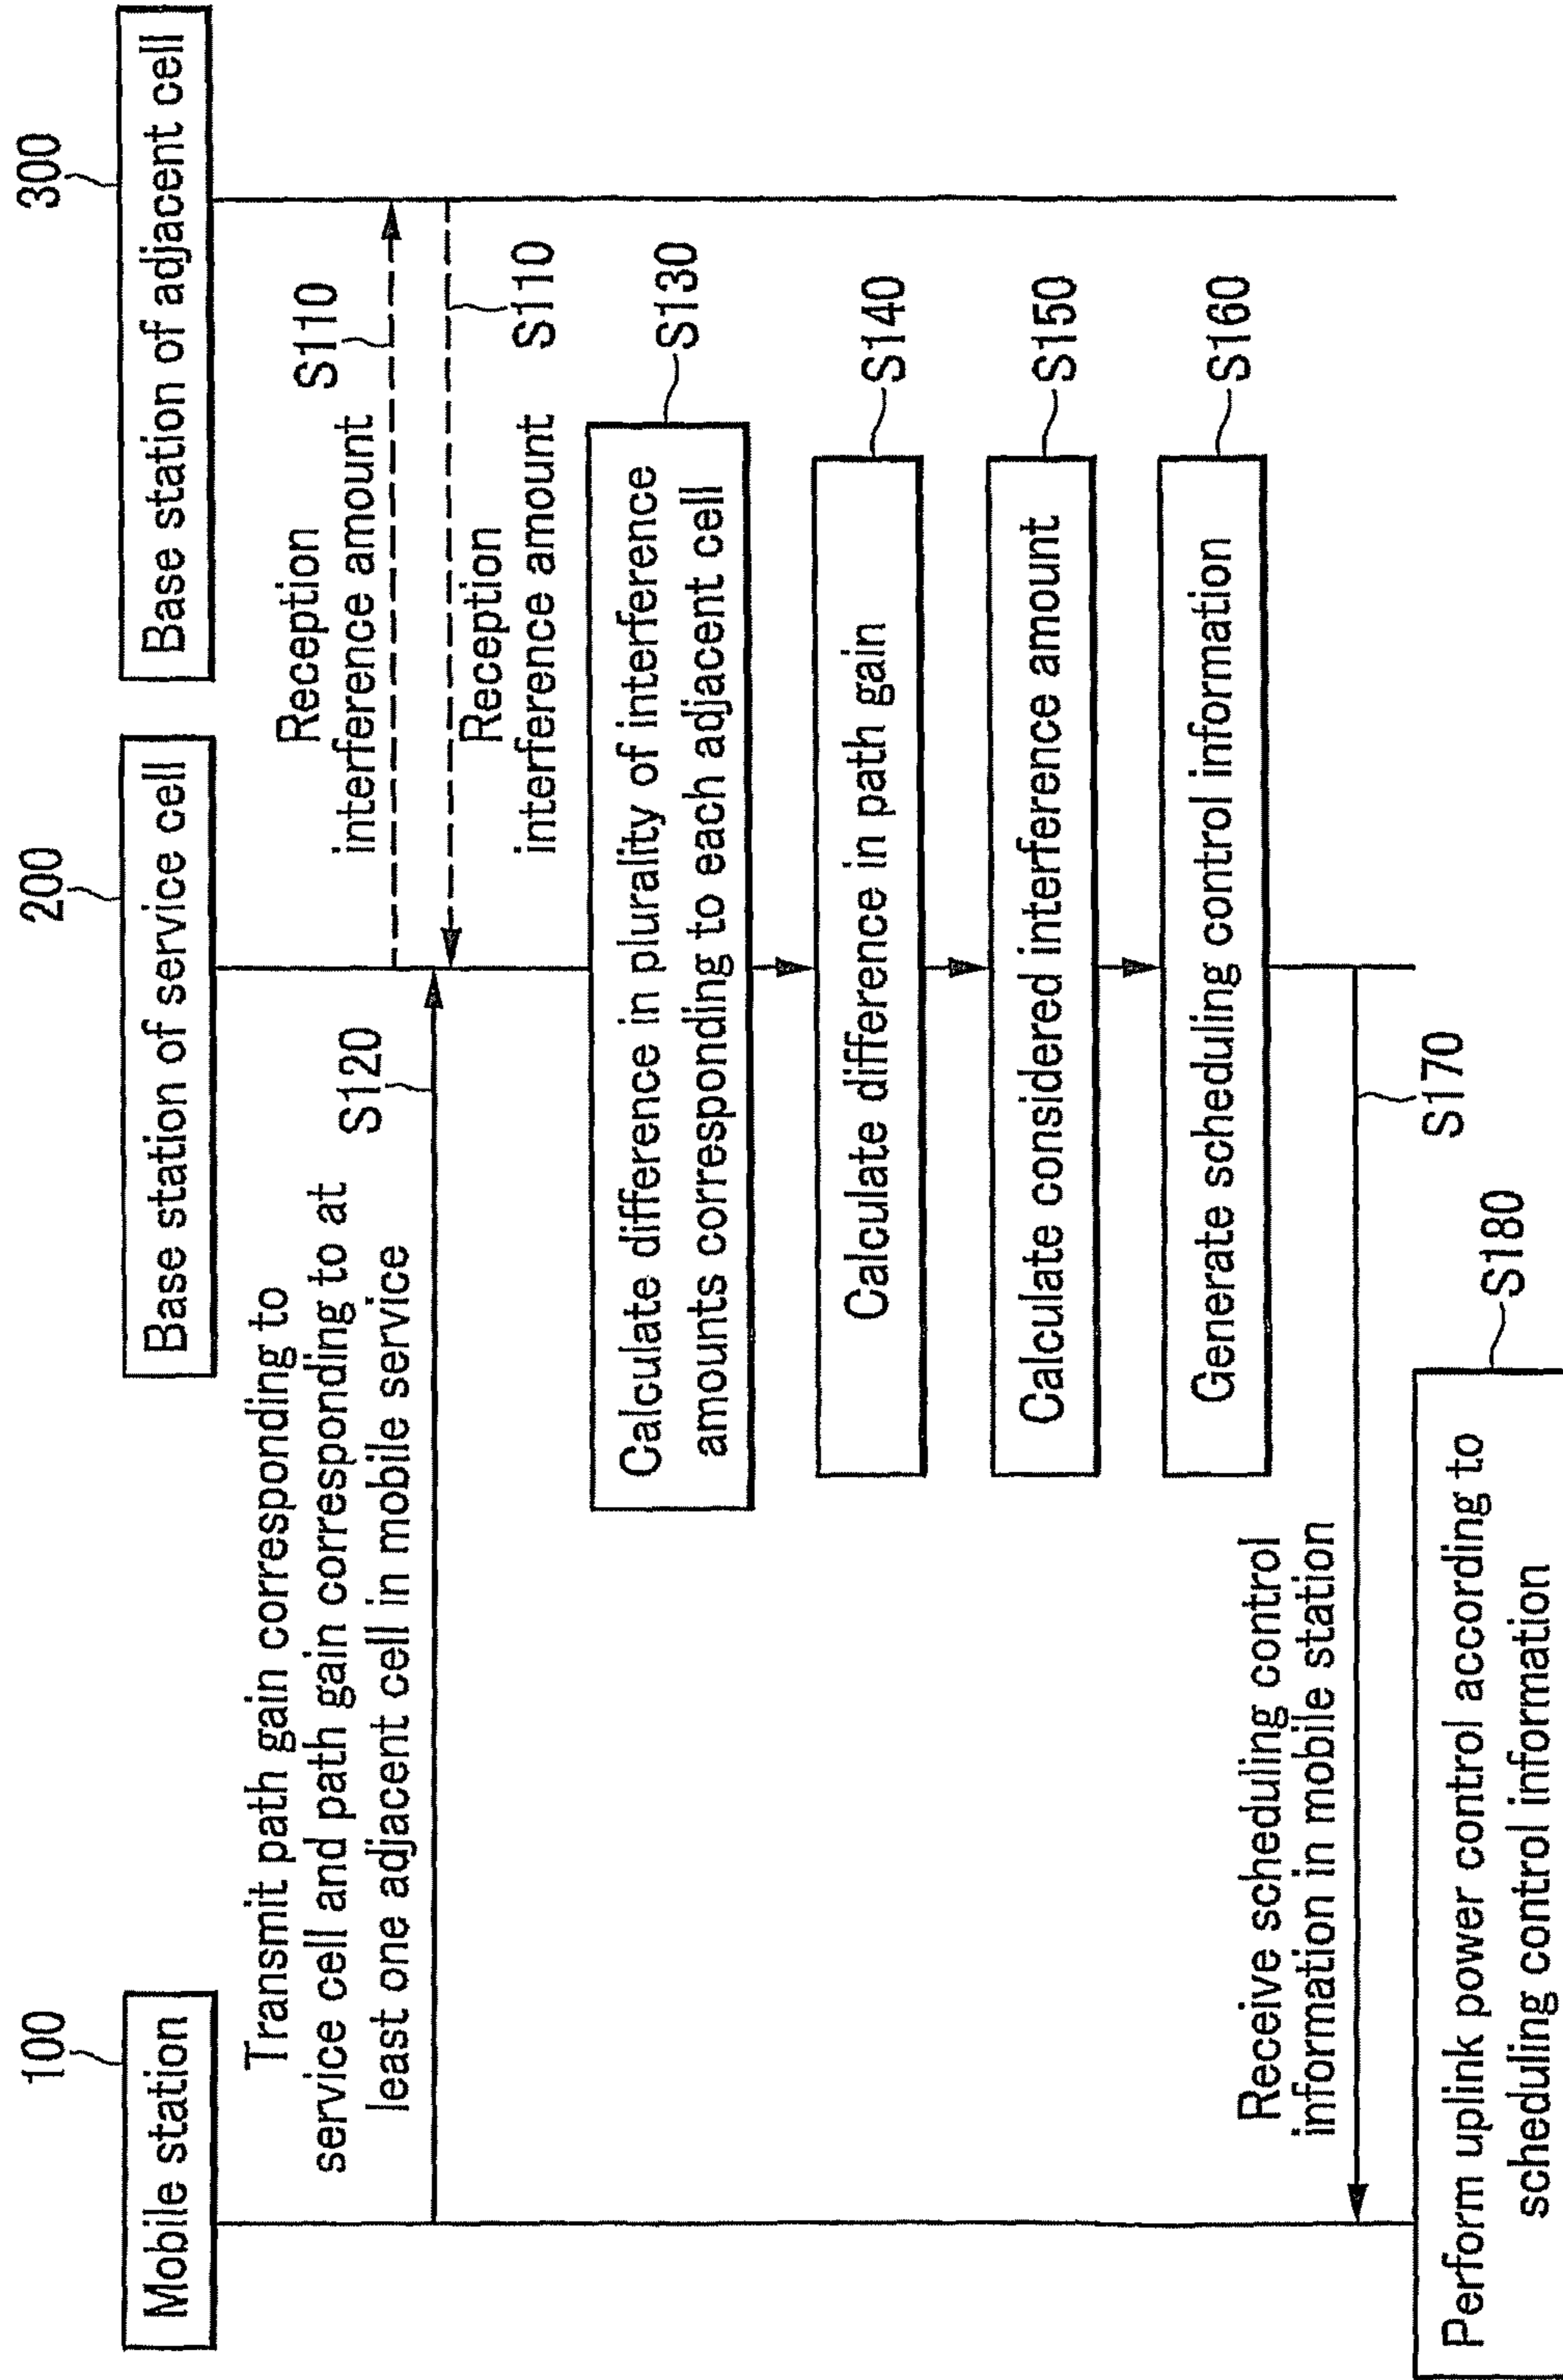 100
Mobile station
200
Base station of service cell
300
Base station of adjacent cell
Transmit path gain corresponding to
service cell and path gain corresponding to at
least one adjacent cell in mobile service
S120
Reception
interference amount
S110
Reception
interference amount
S110
Calculate difference in plurality of interference
amounts corresponding to each adjacent cell
S130
Calculate difference in path gain
S140
Calculate considered interference amount
S150
Generate scheduling control information
S160
Receive scheduling control
information in mobile station
S170
Perform uplink power control according to
scheduling control information
S180